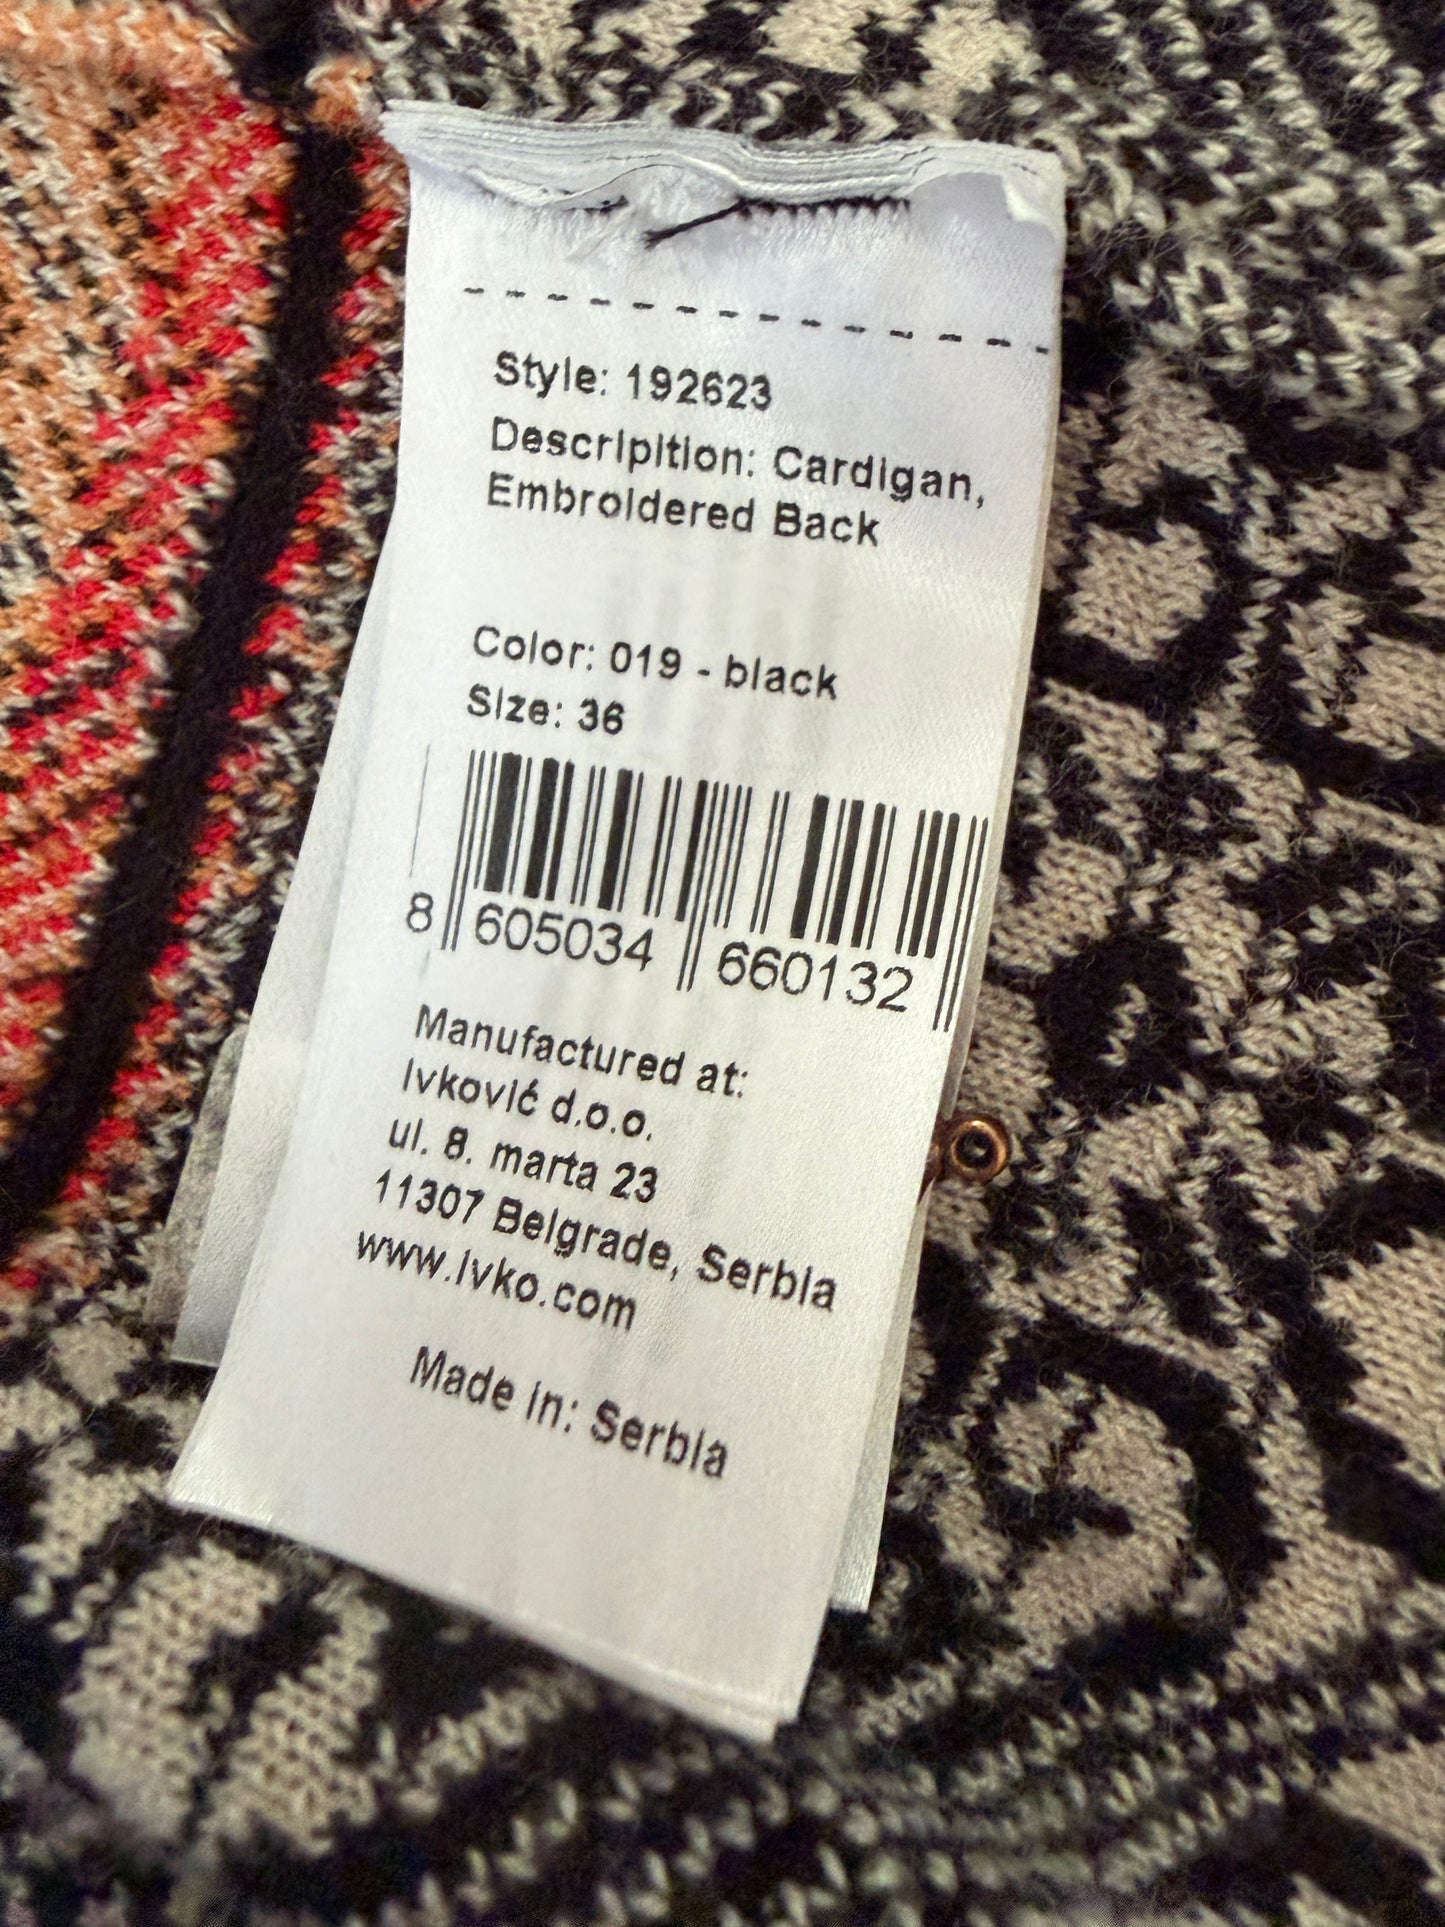 Style: 192623
Descripition: Cardigan,
Embroidered Back
Color: 019 - black
Size: 36
8 605034 660132
Manufactured at:
Ivković d.o.o.
ul. 8. marta 23
11307 Belgrade, Serbia
www.ivko.com
Made in: Serbia